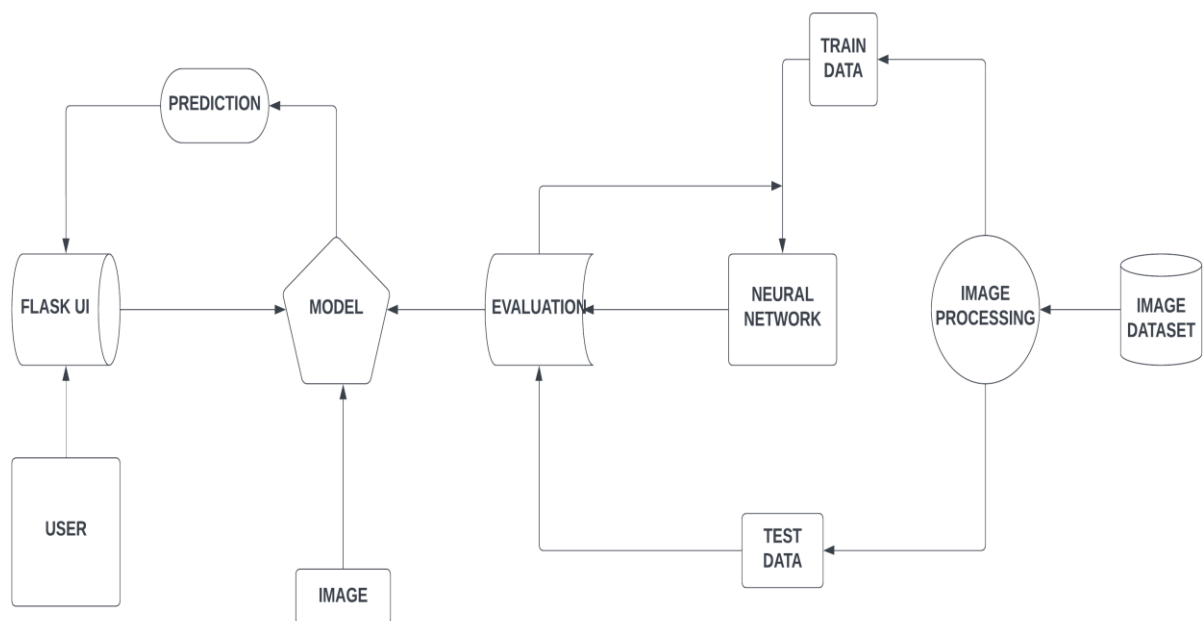 TRAIN
DATA
PREDICTION
FLASK UI
MODEL
EVALUATION
NEURAL
NETWORK
IMAGE
PROCESSING
IMAGE
DATASET
USER
TEST
DATA
IMAGE